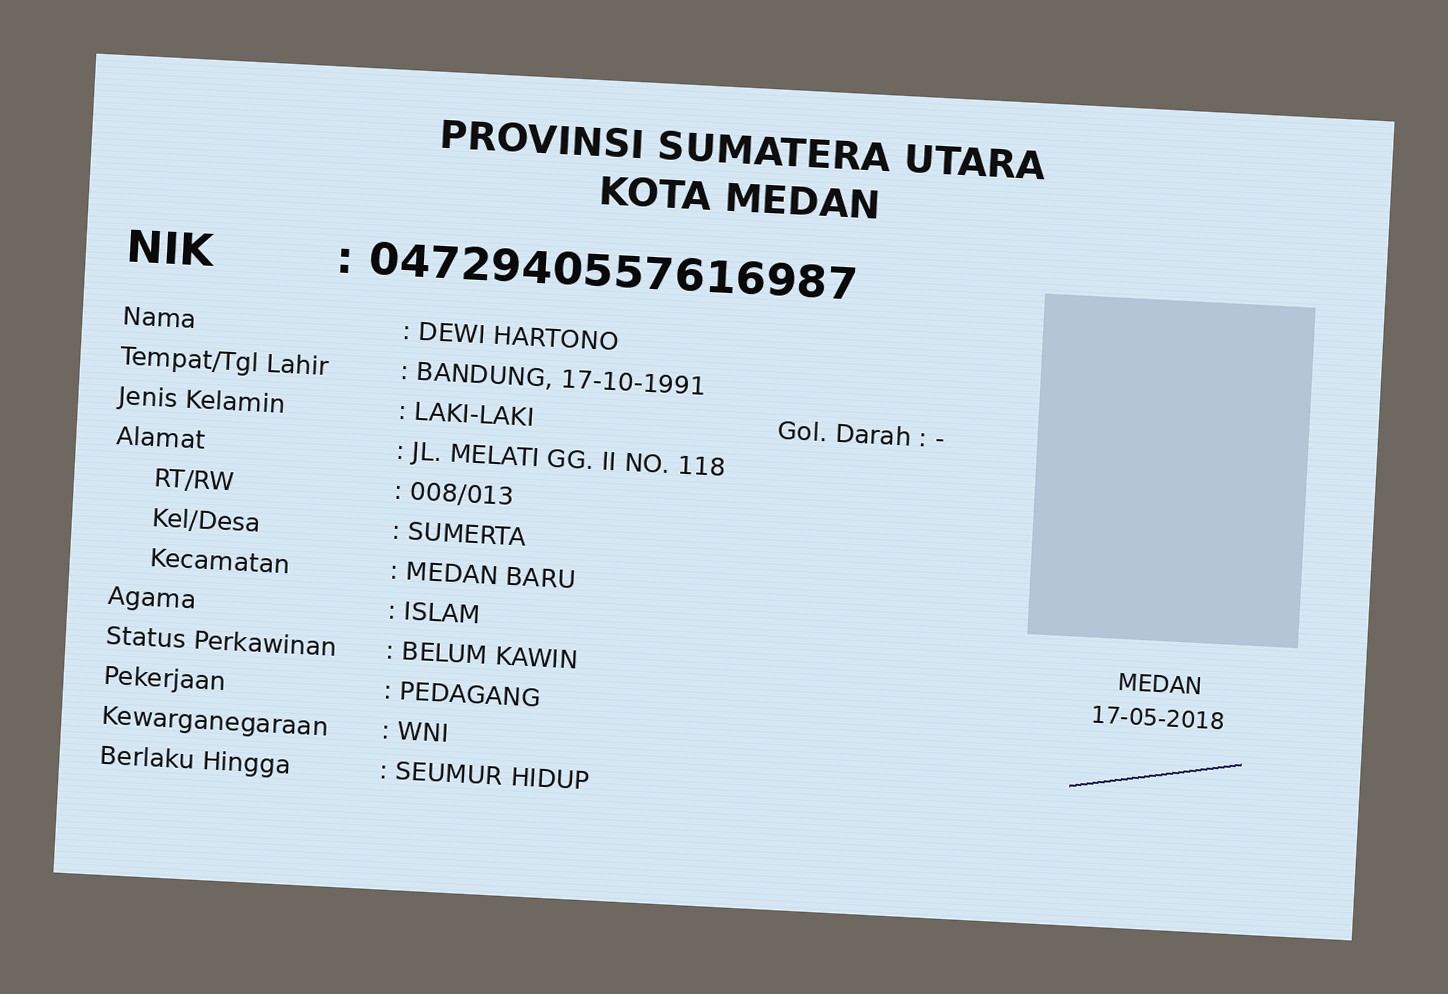 PROVINSI SUMATERA UTARA
KOTA MEDAN
NIK : 0472940557616987
Nama : DEWI HARTONO
Tempat/Tgl Lahir : BANDUNG, 17-10-1991
Jenis Kelamin : LAKI-LAKI Gol. Darah : -
Alamat : JL. MELATI GG. II NO. 118
RT/RW : 008/013
Kel/Desa : SUMERTA
Kecamatan : MEDAN BARU
Agama : ISLAM
Status Perkawinan : BELUM KAWIN
Pekerjaan : PEDAGANG
Kewarganegaraan : WNI
Berlaku Hingga : SEUMUR HIDUP
MEDAN
17-05-2018